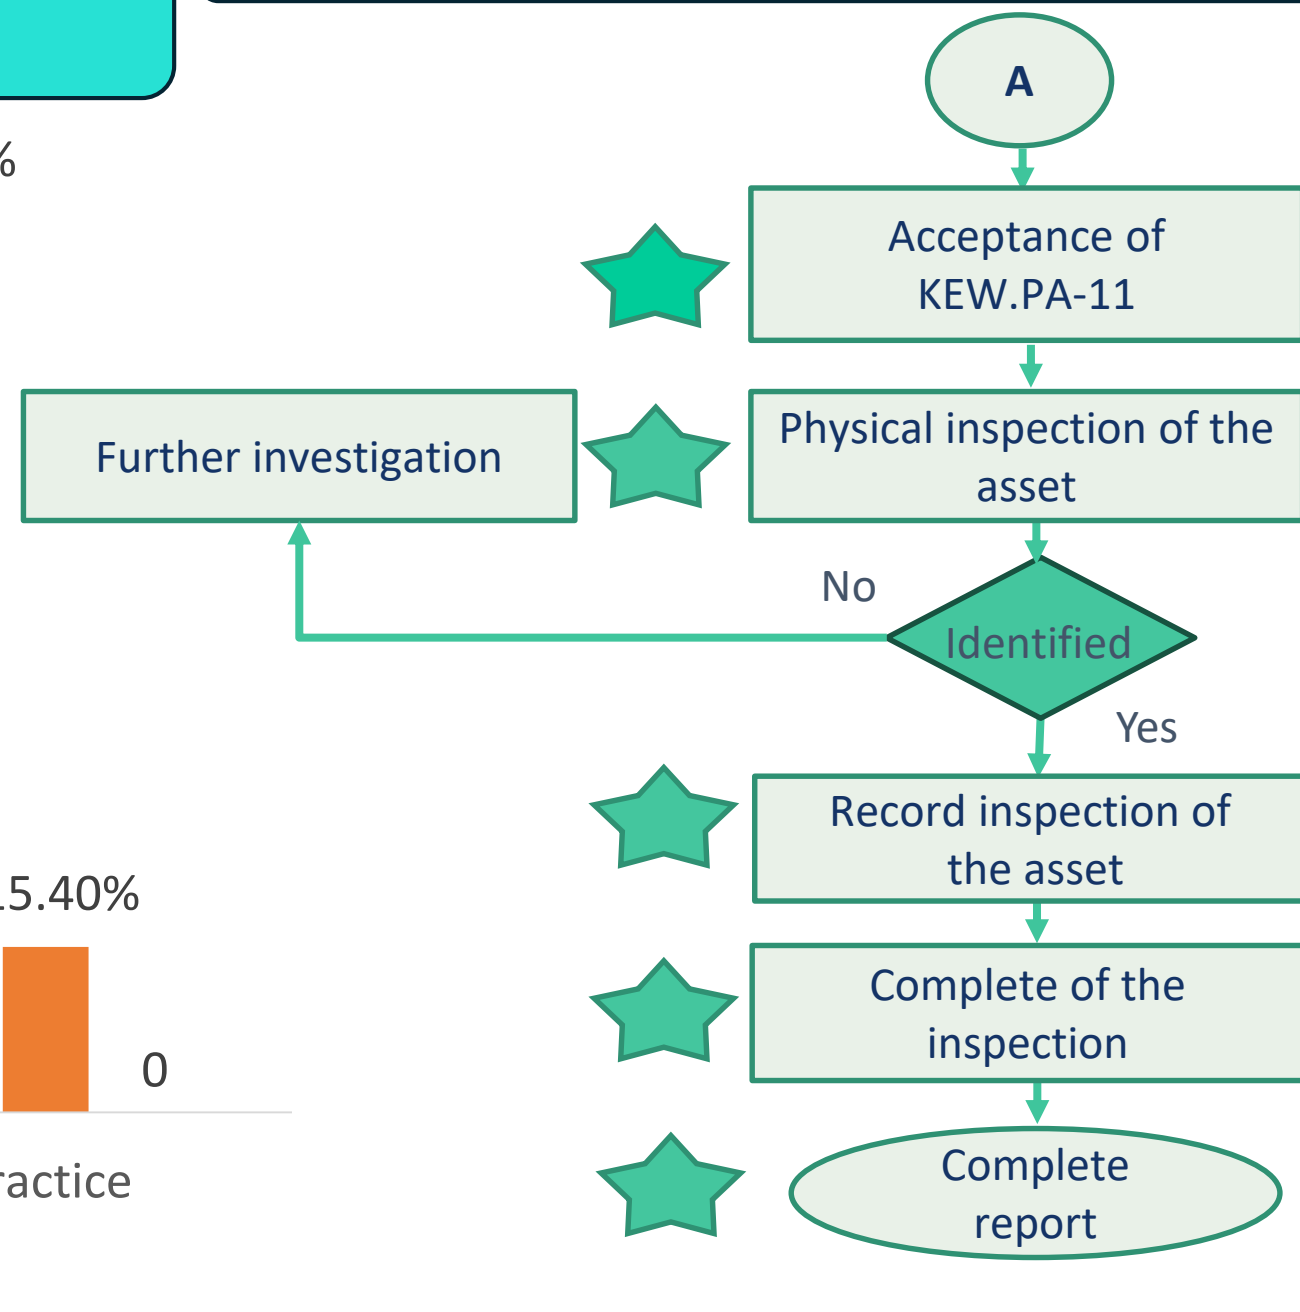 A
%
Acceptance of
KEW.PA-11
Further investigation
Physical inspection of the
asset
No
Identified
Yes
Record inspection of
the asset
5.40%
Complete of the
inspection
0
Complete
report
ractice